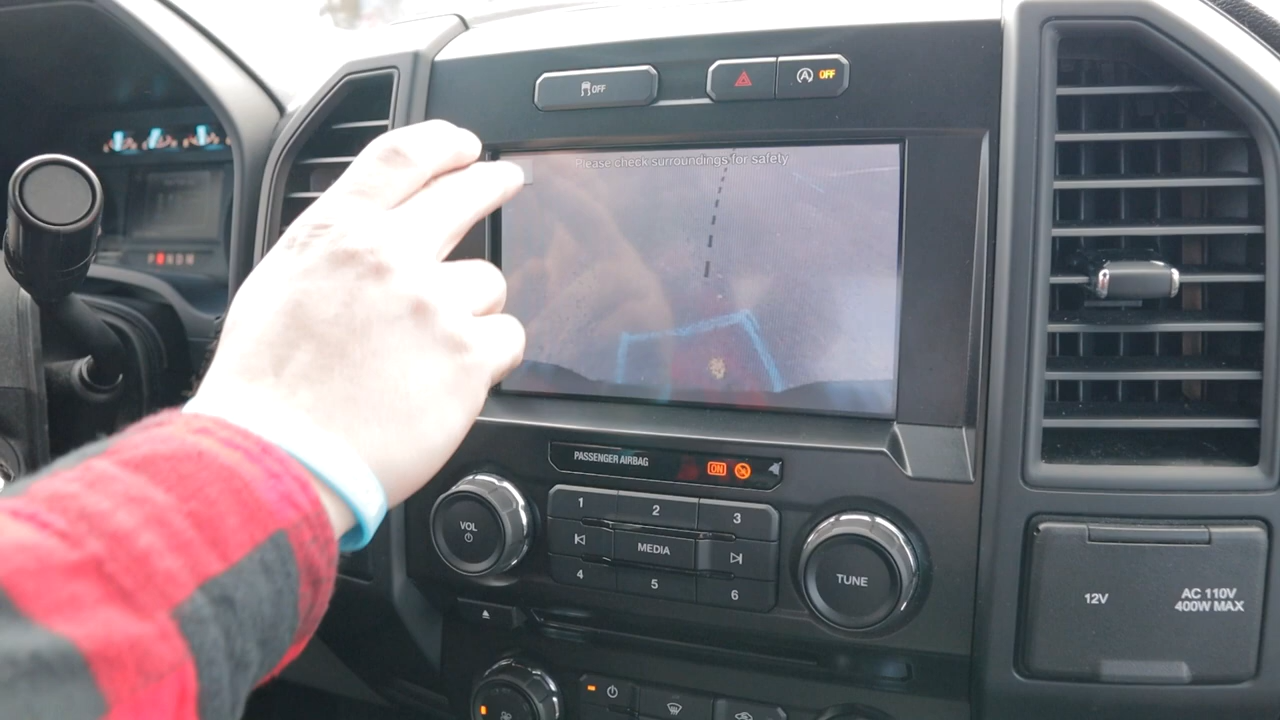 OFF
OFF
Please check surroundings for safety
PRNDM
PASSENGER AIRBAG ON
1 2 3
VOL
MEDIA
4 5 6
TUNE
12V
AC 110V
400W MAX